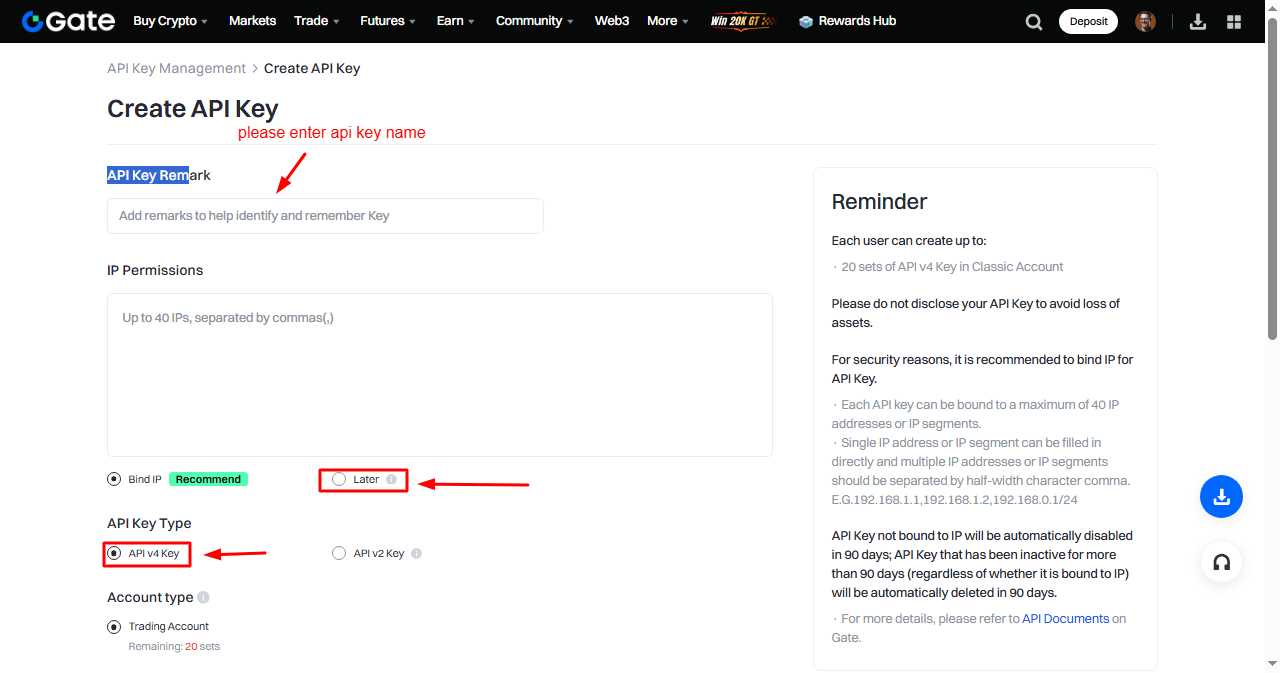 Gate Buy Crypto Markets Trade Futures Earn Community Web3 More Win 20K GT Rewards Hub Deposit
API Key Management > Create API Key
Create API Key
please enter api key name
API Key Remark
Add remarks to help identify and remember Key
IP Permissions
Up to 40 IPs, separated by commas(,)
Bind IP Recommend Later
API Key Type
API v4 Key API v2 Key
Account type
Trading Account
Remaining: 20 sets
Reminder
Each user can create up to:
· 20 sets of API v4 Key in Classic Account
Please do not disclose your API Key to avoid loss of
assets.
For security reasons, it is recommended to bind IP for
API Key.
· Each API key can be bound to a maximum of 40 IP
addresses or IP segments.
· Single IP address or IP segment can be filled in
directly and multiple IP addresses or IP segments
should be separated by half-width character comma.
E.G.192.168.1.1,192.168.1.2,192.168.0.1/24
API Key not bound to IP will be automatically disabled
in 90 days; API Key that has been inactive for more
than 90 days (regardless of whether it is bound to IP)
will be automatically deleted in 90 days.
· For more details, please refer to API Documents on
Gate.